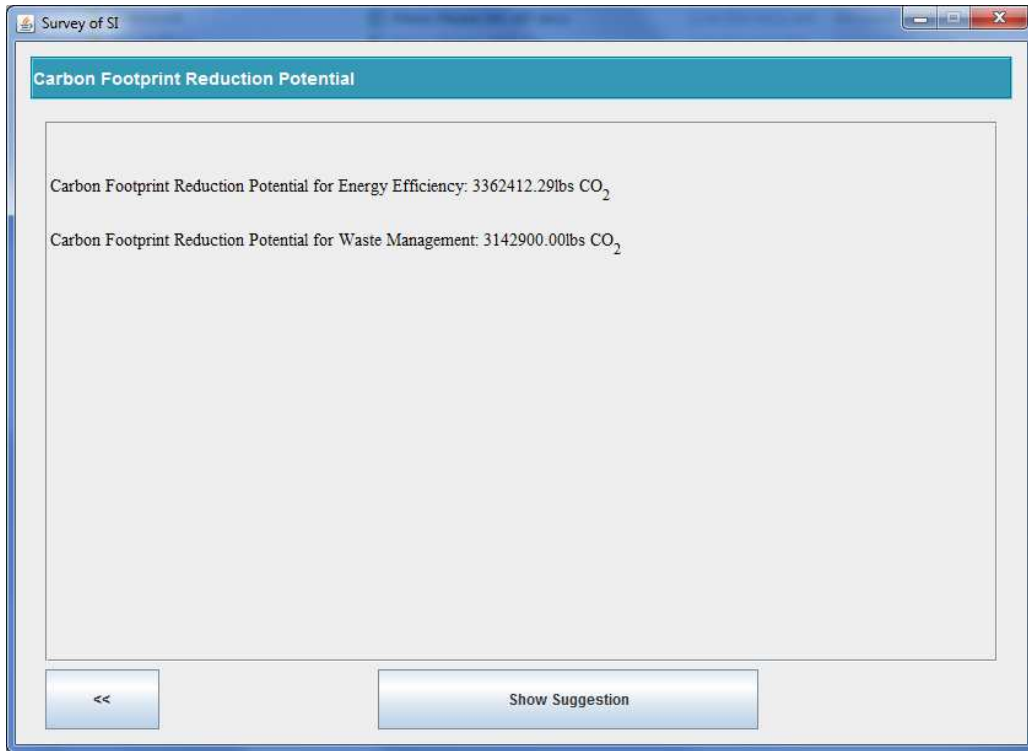 Survey of SI
Carbon Footprint Reduction Potential
Carbon Footprint Reduction Potential for Energy Efficiency: 3362412.29lbs CO2
Carbon Footprint Reduction Potential for Waste Management: 3142900.00lbs CO2
<<
Show Suggestion